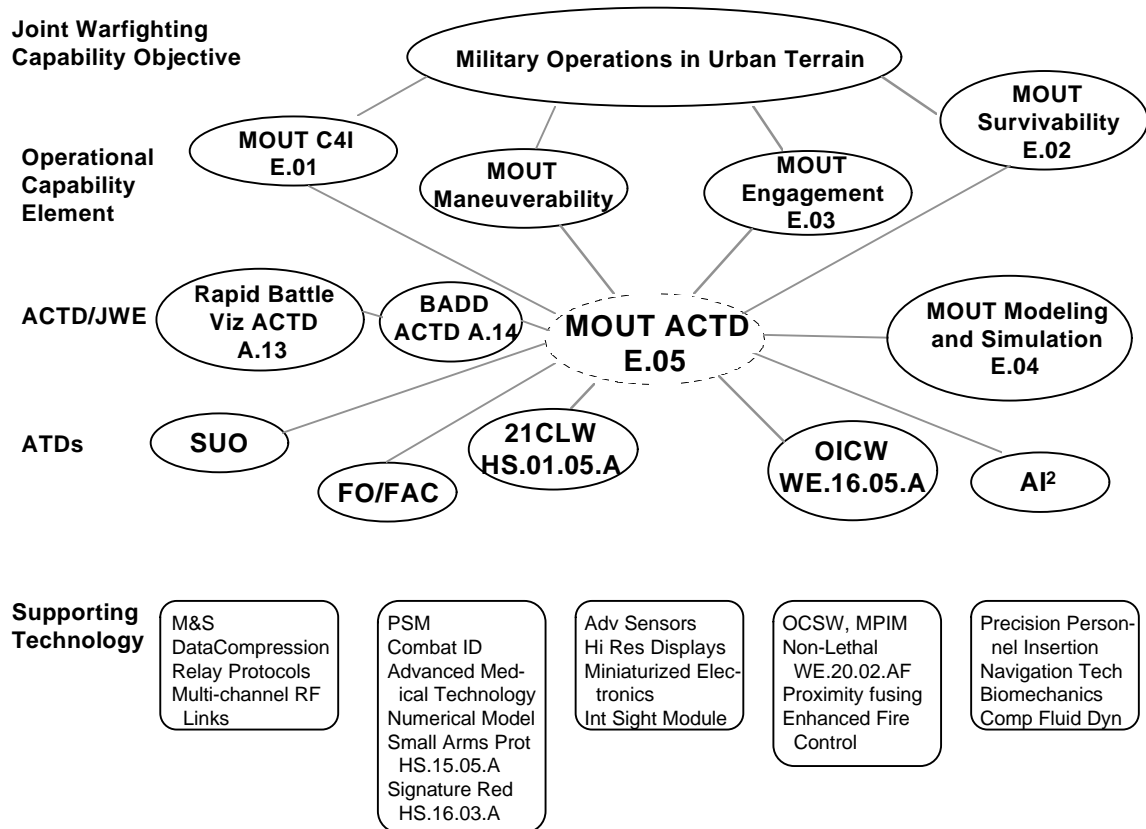 Joint Warfighting
Capability Objective
Military Operations in Urban Terrain
Operational
Capability
Element
MOUT C4I
E.01
MOUT
Maneuverability
MOUT
Engagement
E.03
MOUT
Survivability
E.02
ACTD/JWE
Rapid Battle
Viz ACTD
A.13
BADD
ACTD A.14
MOUT ACTD
E.05
MOUT Modeling
and Simulation
E.04
ATDs
SUO
FO/FAC
21CLW
HS.01.05.A
OICW
WE.16.05.A
AI²
Supporting
Technology
M&S
DataCompression
Relay Protocols
Multi-channel RF
Links
PSM
Combat ID
Advanced Med-
ical Technology
Numerical Model
Small Arms Prot
HS.15.05.A
Signature Red
HS.16.03.A
Adv Sensors
Hi Res Displays
Miniaturized Elec-
tronics
Int Sight Module
OCSW, MPIM
Non-Lethal
WE.20.02.AF
Proximity fusing
Enhanced Fire
Control
Precision Person-
nel Insertion
Navigation Tech
Biomechanics
Comp Fluid Dyn